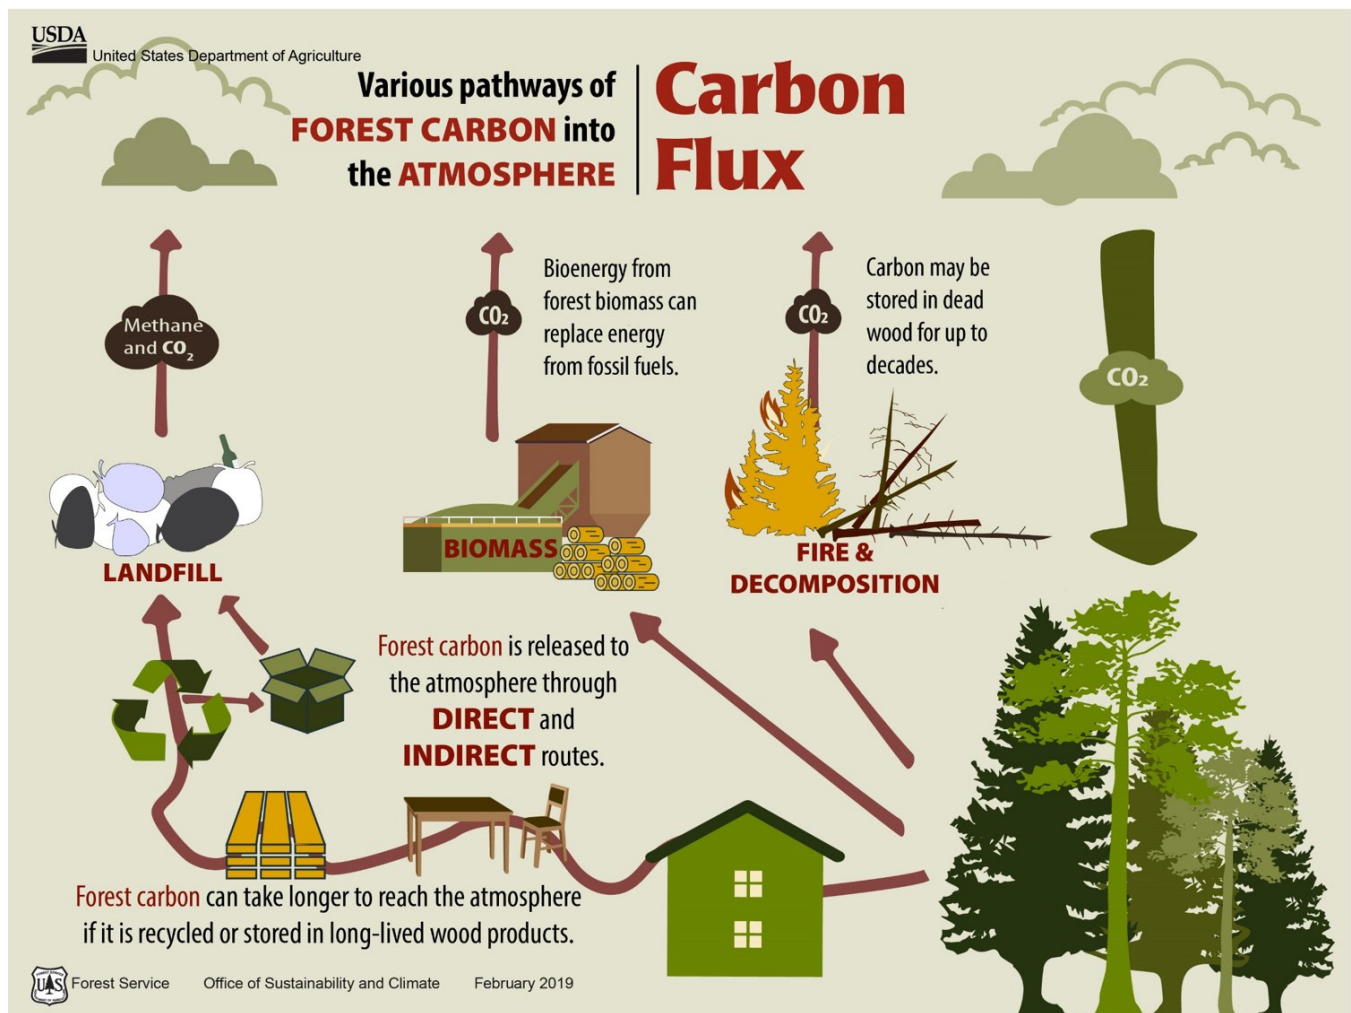 USDA
United States Department of Agriculture
Various pathways of
FOREST CARBON into
the ATMOSPHERE
Carbon
Flux
Methane
and CO₂
CO₂
Bioenergy from
forest biomass can
replace energy
from fossil fuels.
CO₂
Carbon may be
stored in dead
wood for up to
decades.
CO₂
LANDFILL
BIOMASS
FIRE &
DECOMPOSITION
Forest carbon is released to
the atmosphere through
DIRECT and
INDIRECT routes.
Forest carbon can take longer to reach the atmosphere
if it is recycled or stored in long-lived wood products.
U S
Forest Service Office of Sustainability and Climate February 2019